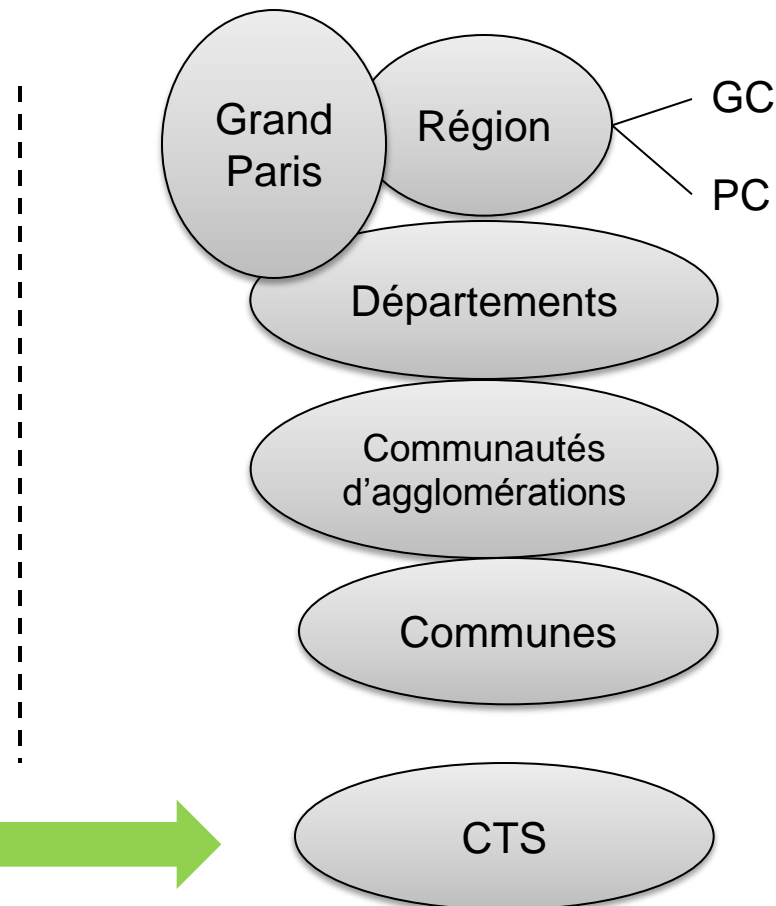 Grand
Paris
Région
GC
PC
Départements
Communautés
d’agglomérations
Communes
CTS